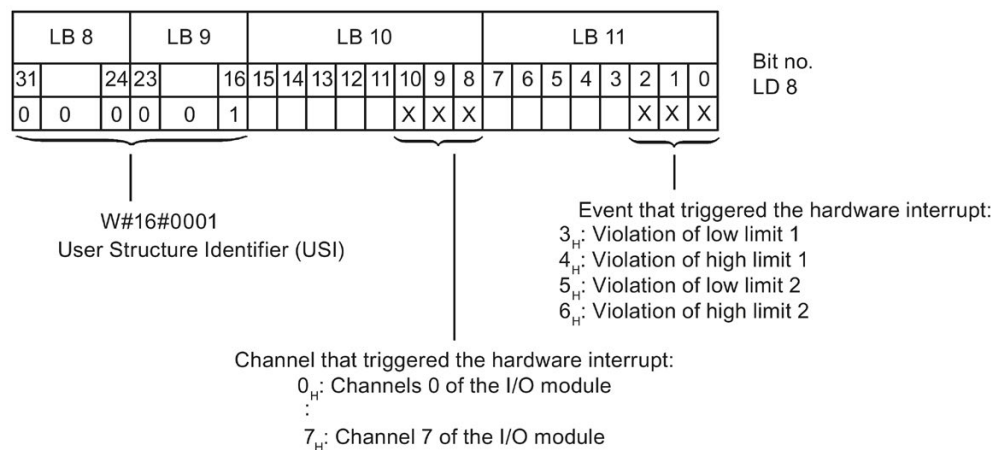 LB 8 LB 9 LB 10 LB 11
Bit no.
31 24 23 16 15 14 13 12 11 10 9 8 7 6 5 4 3 2 1 0
LD 8
0 0 0 0 0 1 X X X X X X
W#16#0001
User Structure Identifier (USI)
Event that triggered the hardware interrupt:
3H: Violation of low limit 1
4H: Violation of high limit 1
5H: Violation of low limit 2
6H: Violation of high limit 2
Channel that triggered the hardware interrupt:
0H: Channels 0 of the I/O module
:
7H: Channel 7 of the I/O module